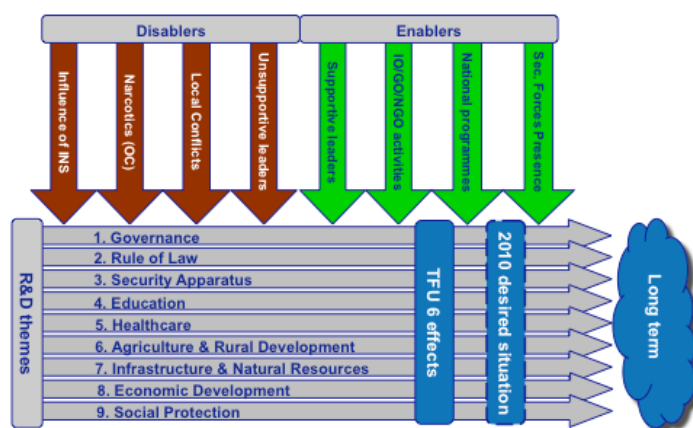 Disablers
Enablers
Influence of INS
Narcotics (OC)
Local Conflicts
Unsupportive leaders
Supportive leaders
IO/GO/NGO
activities
National
programmes
Sec. Forces Presence
R&D themes
1. Governance
2. Rule of Law
3. Security Apparatus
4. Education
5. Healthcare
6. Agriculture & Rural Development
7. Infrastructure & Natural Resources
8. Economic Development
9. Social Protection
TFU 6 effects
2010 desired situation
Long term